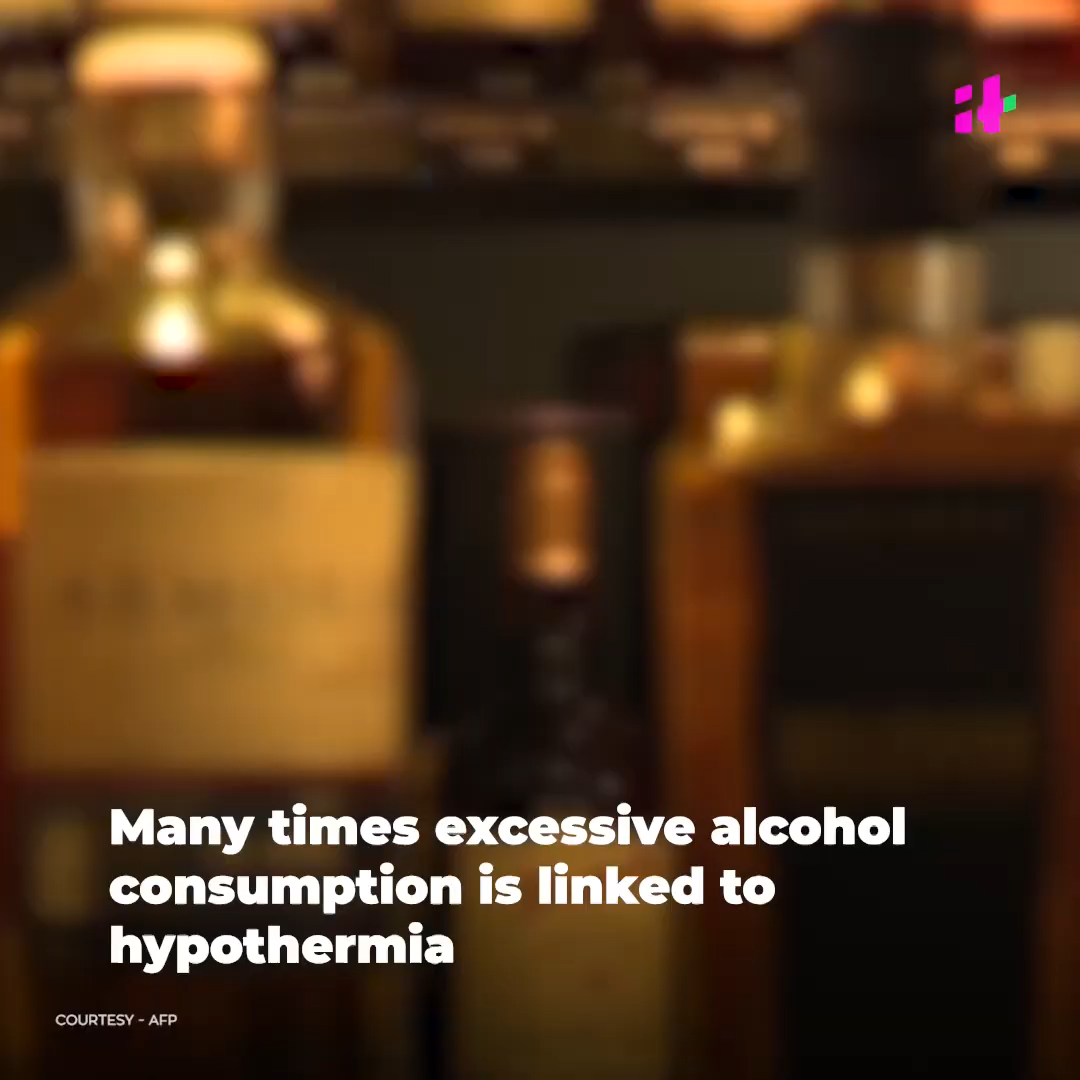 Many times excessive alcohol
consumption is linked to
hypothermia
COURTESY - AFP